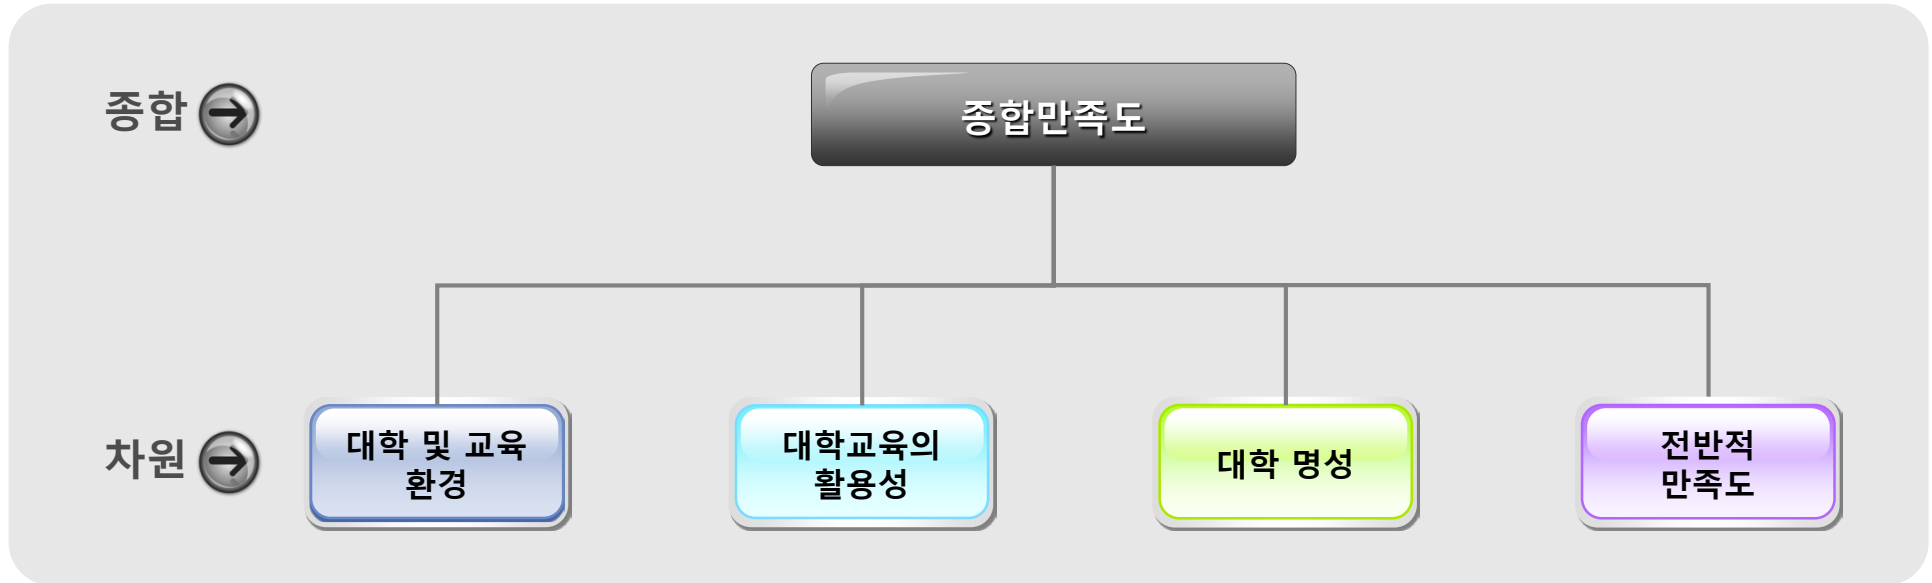 종합
종합만족도
차원
대학 및 교육
환경
대학교육의
활용성
대학 명성
전반적
만족도